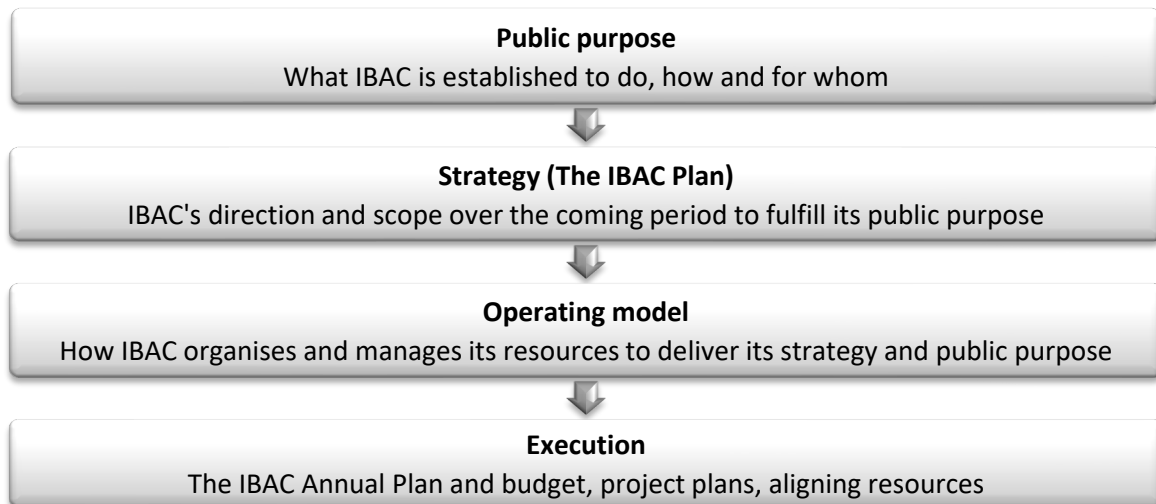 Public purpose
What IBAC is established to do, how and for whom
Strategy (The IBAC Plan)
IBAC's direction and scope over the coming period to fulfill its public purpose
Operating model
How IBAC organises and manages its resources to deliver its strategy and public purpose
Execution
The IBAC Annual Plan and budget, project plans, aligning resources